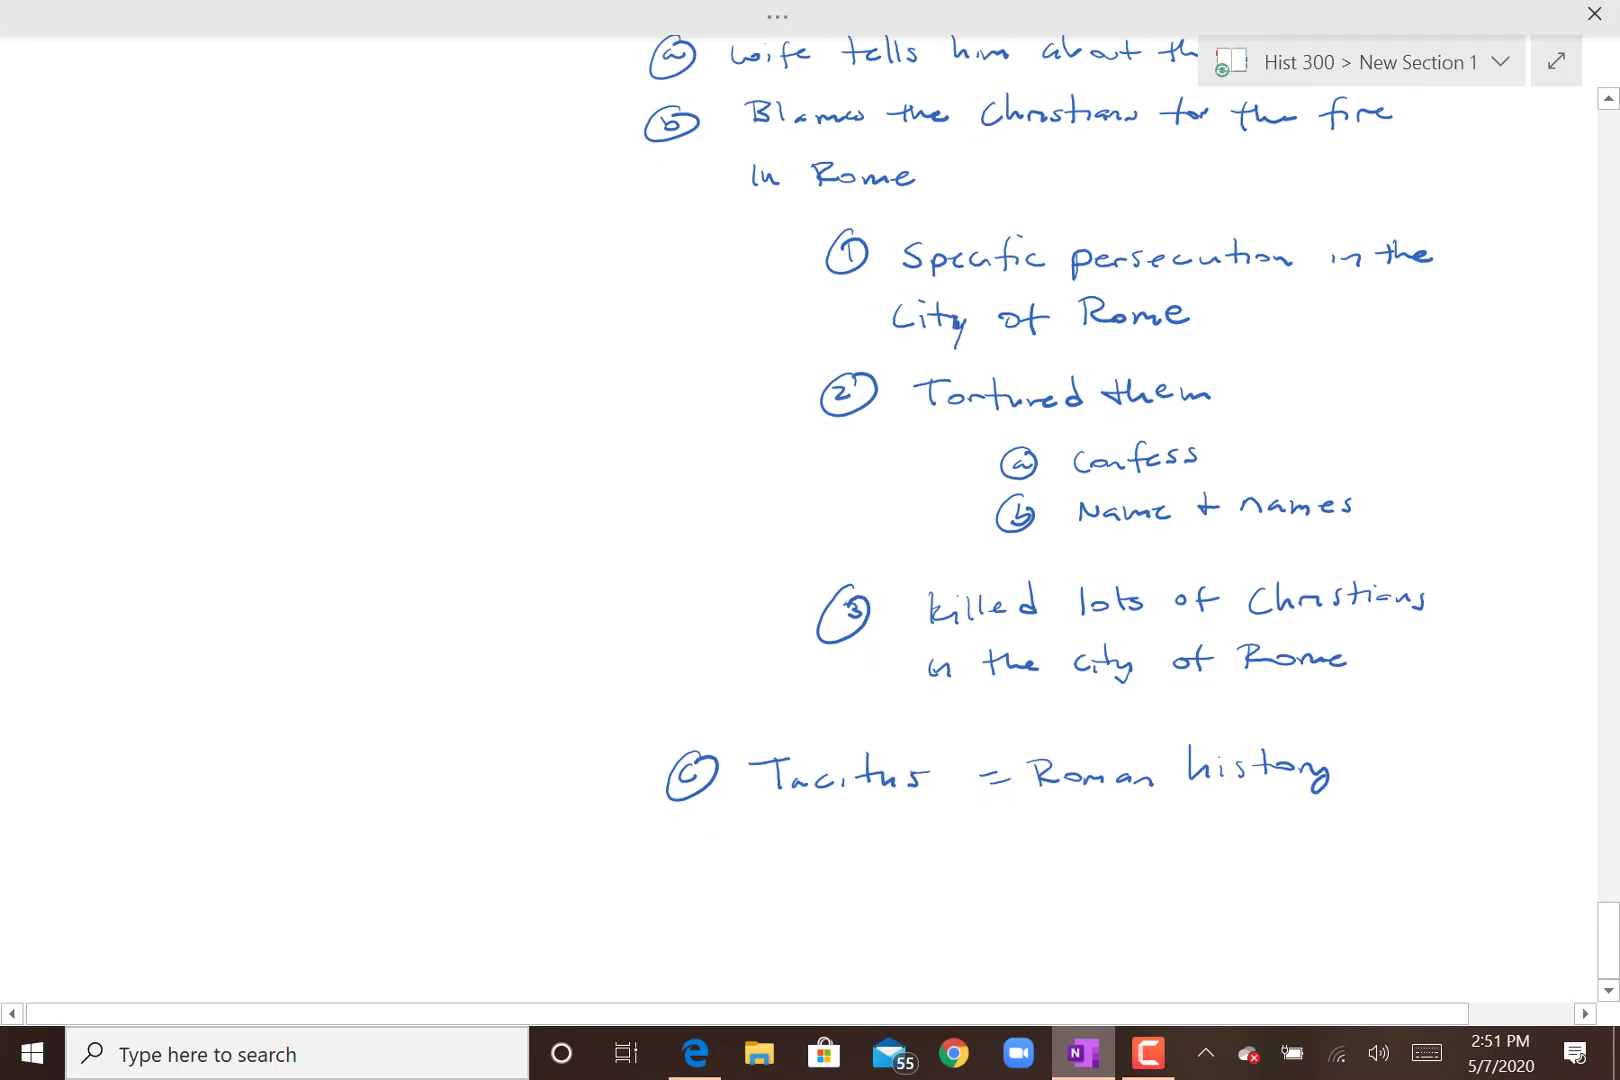 ⓐ wife tells him about th
Hist 300 > New Section 1
ⓑ Blames the Christians for the fire
in Rome
① Specific persecution in the
City of Rome
② Tortured them
ⓐ Confess
ⓑ Name + names
③ killed lots of Christians
in the city of Rome
ⓒ Tacitus = Roman history
Type here to search
55
N
2:51 PM
5/7/2020